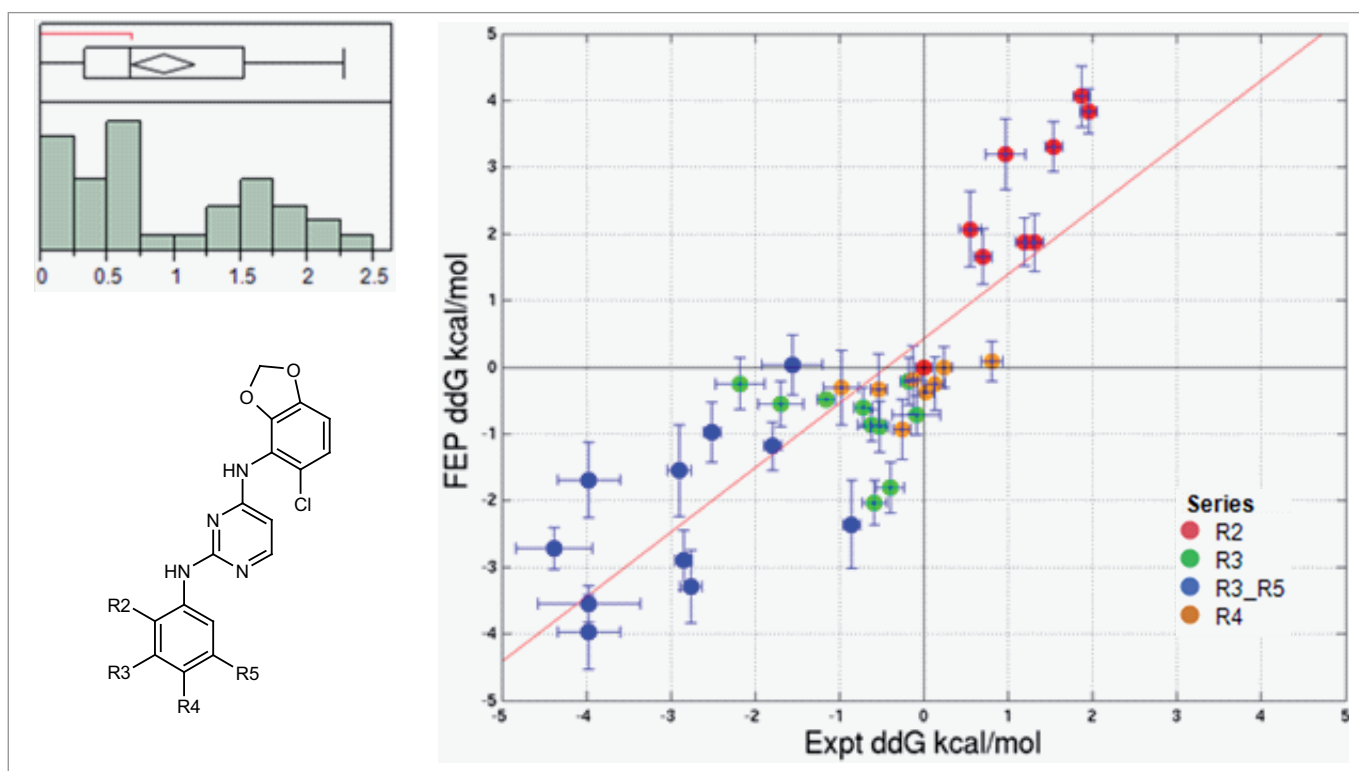 0 0.5 1 1.5 2 2.5
O
O
HN
Cl
N
HN
N
R2
R3
R5
R4
FEP ddG kcal/mol
5
4
3
2
1
0
-1
-2
-3
-4
-5
-5 -4 -3 -2 -1 0 1 2 3 4 5
Expt ddG kcal/mol
Series
R2
R3
R3_R5
R4